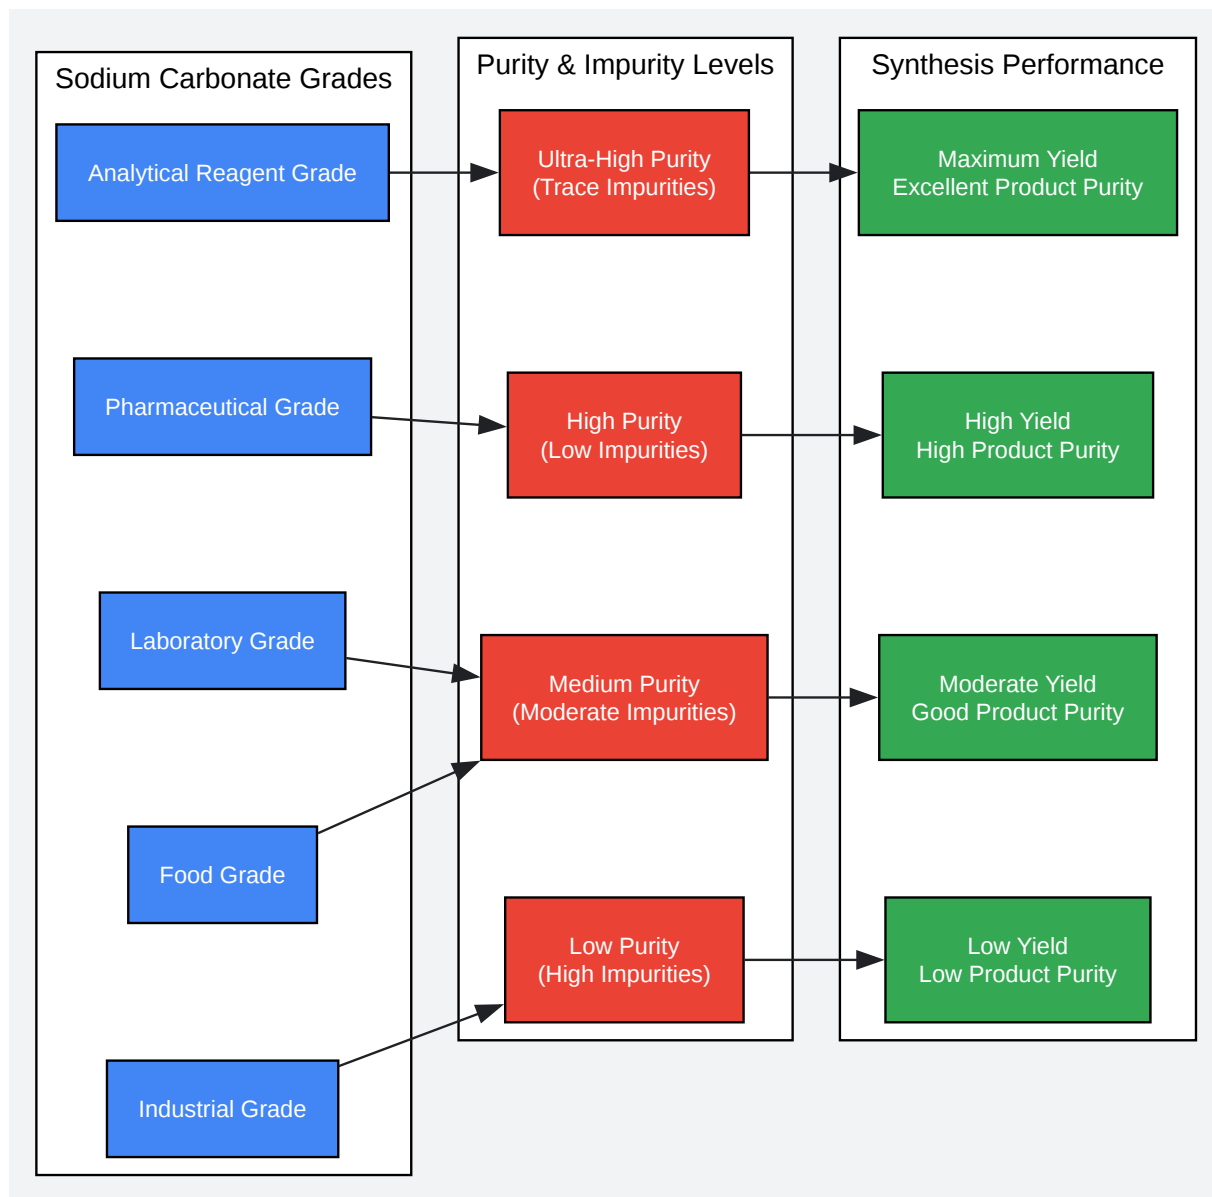 Sodium Carbonate Grades
Analytical Reagent Grade
Pharmaceutical Grade
Laboratory Grade
Food Grade
Industrial Grade
Purity & Impurity Levels
Ultra-High Purity
(Trace Impurities)
High Purity
(Low Impurities)
Medium Purity
(Moderate Impurities)
Low Purity
(High Impurities)
Synthesis Performance
Maximum Yield
Excellent Product Purity
High Yield
High Product Purity
Moderate Yield
Good Product Purity
Low Yield
Low Product Purity